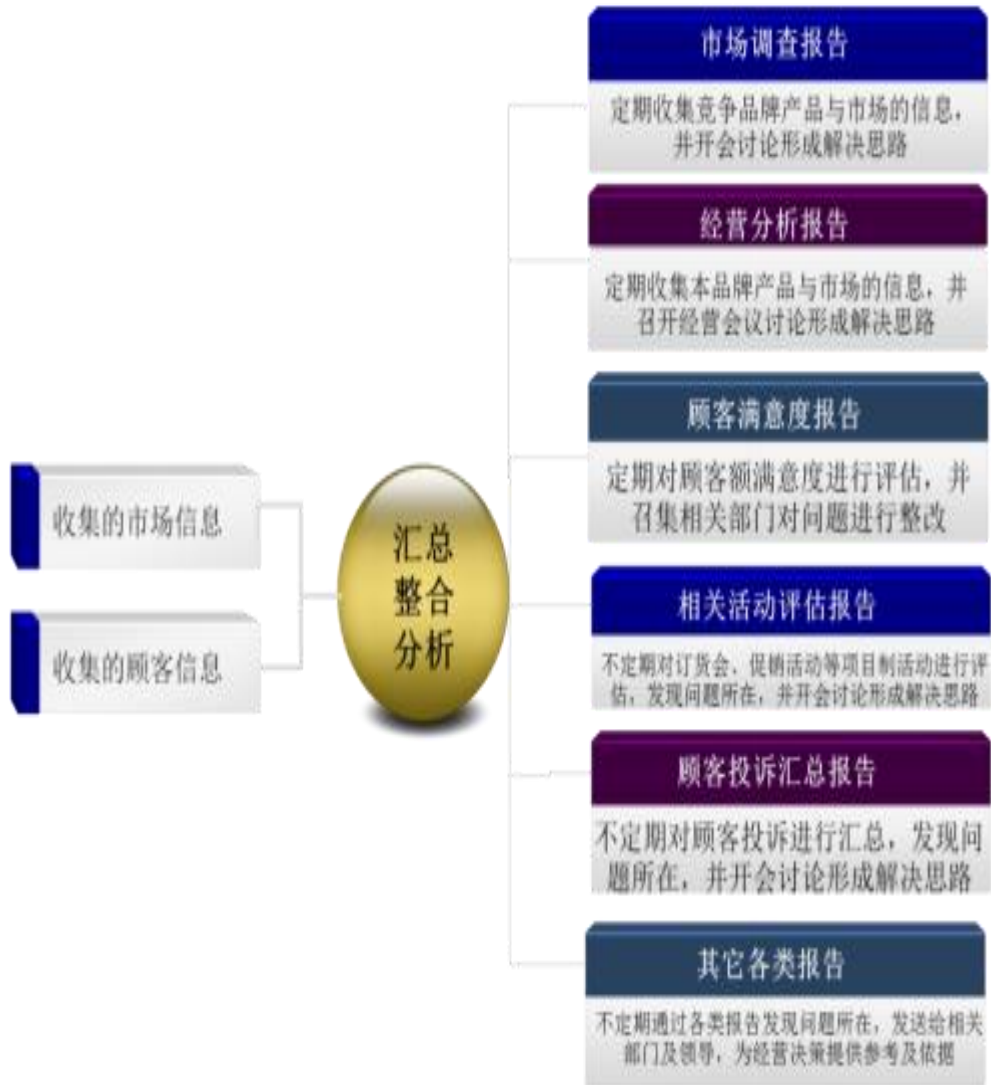 收集的市场信息
收集的顾客信息
汇总
整合
分析
市场调查报告
定期收集竞争品牌产品与市场的信息，
并开会讨论形成解决思路
经营分析报告
定期收集本品牌产品与市场的信息，并
召开经营会议讨论形成解决思路
顾客满意度报告
定期对顾客额满意度进行评估，并
召集相关部门对问题进行整改
相关活动评估报告
不定期对订货会、促销活动等项目制活动进行评
估，发现问题所在，并开会讨论形成解决思路
顾客投诉汇总报告
不定期对顾客投诉进行汇总，发现问
题所在，并开会讨论形成解决思路
其它各类报告
不定期通过各类报告发现问题所在，发送给相关
部门及领导，为经营决策提供参考及依据